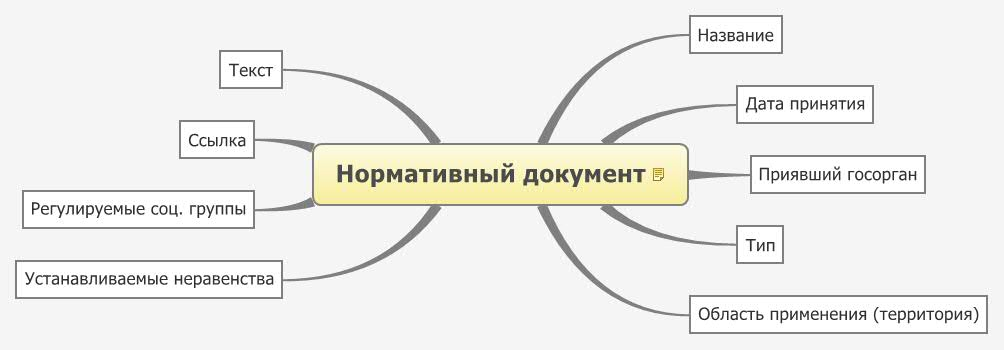 Название
Текст
Дата принятия
Ссылка
Нормативный документ
Приявший госорган
Регулируемые соц. группы
Тип
Устанавливаемые неравенства
Область применения (территория)